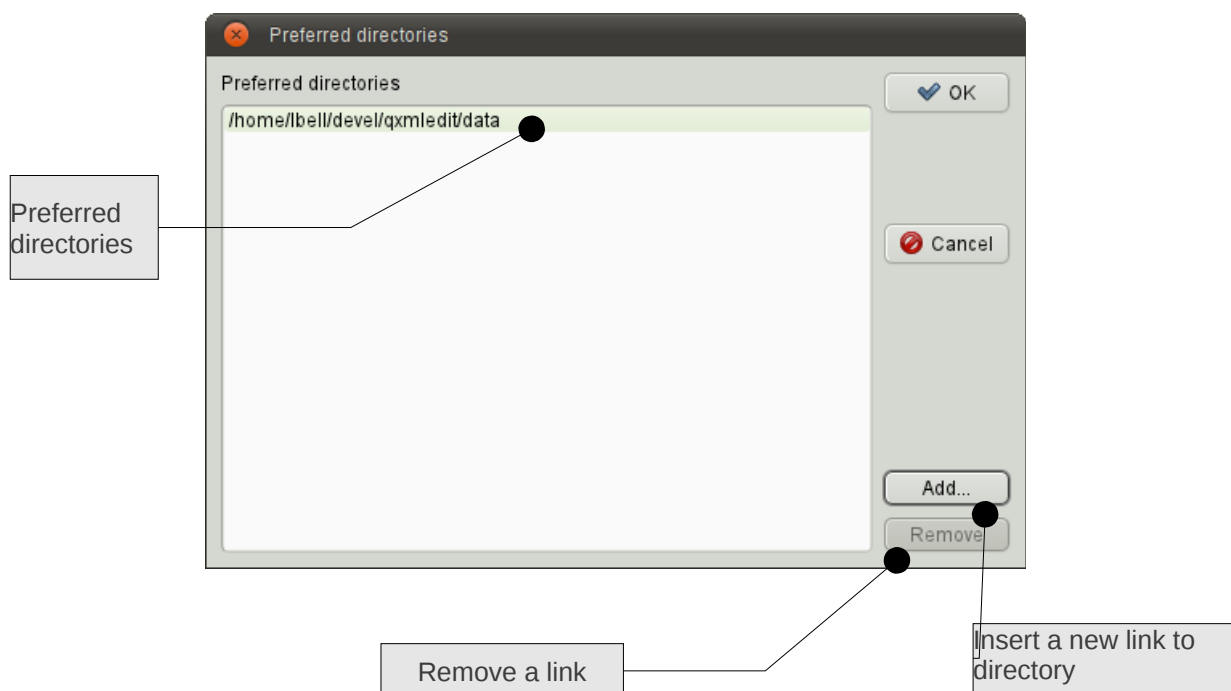 Preferred directories
Preferred directories
OK
/home/lbell/devel/qxmledit/data
Preferred
directories
Cancel
Add...
Remove
Insert a new link to
directory
Remove a link